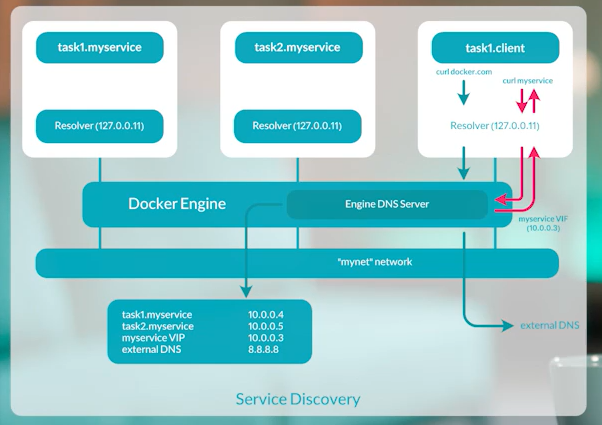 task1.myservice
task2.myservice
task1.client
curl docker.com
curl myservice
Resolver (127.0.0.11)
Resolver (127.0.0.11)
Resolver (127.0.0.11)
Docker Engine
Engine DNS Server
myservice VIF
(10.0.0.3)
"mynet" network
task1.myservice 10.0.0.4
task2.myservice 10.0.0.5
myservice VIP 10.0.0.3
external DNS 8.8.8.8
external DNS
Service Discovery